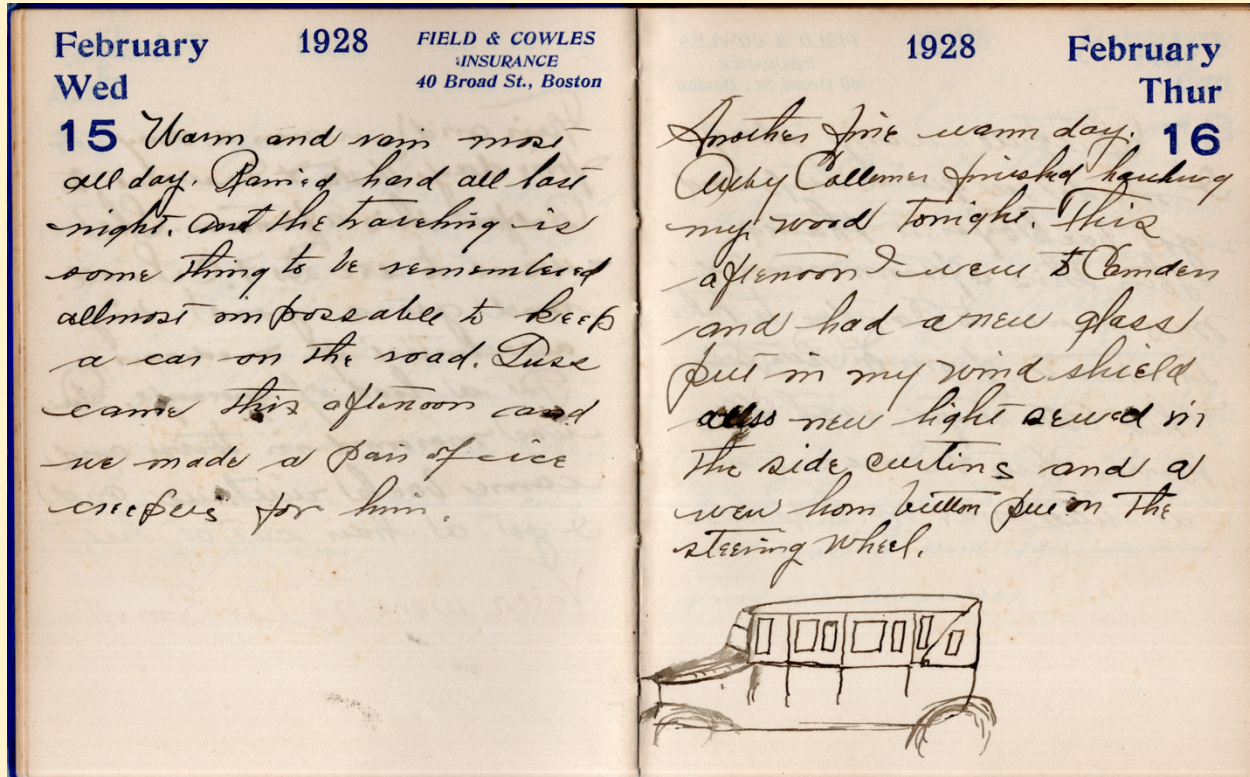 February 1928 FIELD & COWLES
INSURANCE
Wed 40 Broad St., Boston
15 Warm and rain most
all day. Rained hard all last
night. and the traveling is
some thing to be remembered
allmost impossable to keep
a car on the road. Puss
came this afternoon and
we made a pair of ice
creepers for him.
1928 February
Thur
Another fine warm day. 16
finished hauling
my wood tonight. This
afternoon I went to Camden
and had a new glass
put in my wind shield
allso new light sewed in
the side curtins and a
new horn button put on the
steering wheel.